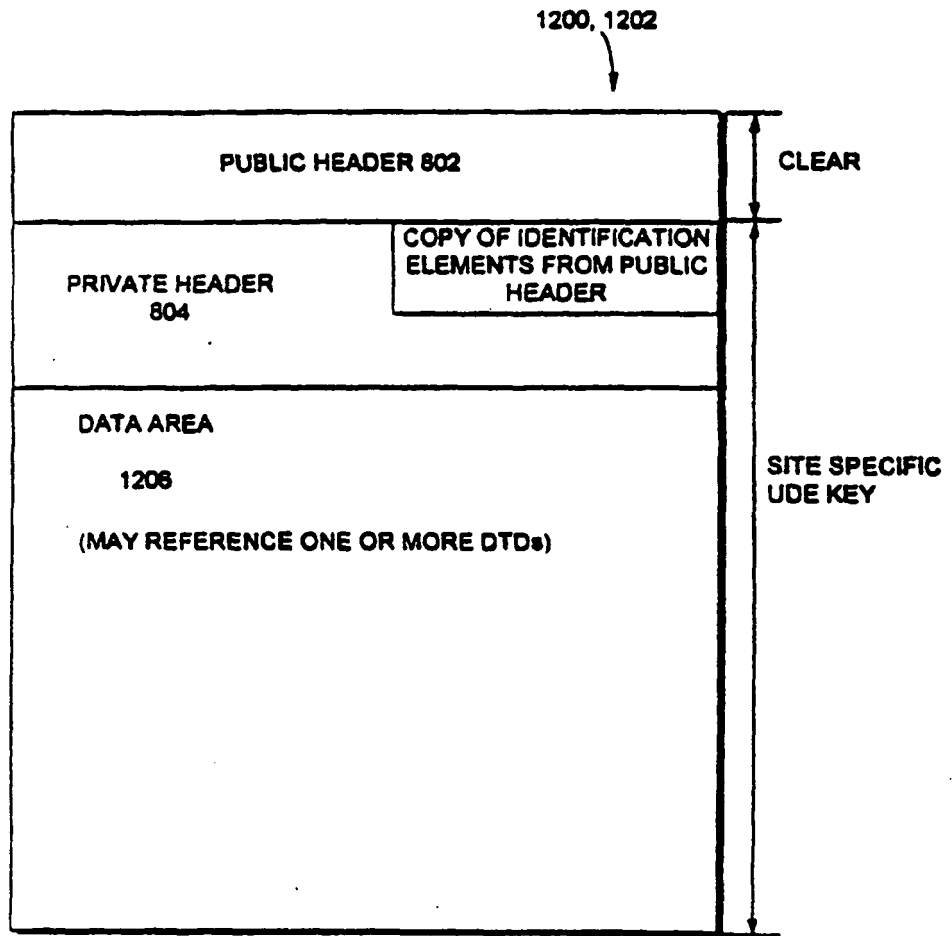 1200, 1202
PUBLIC HEADER 802
CLEAR
COPY OF IDENTIFICATION
ELEMENTS FROM PUBLIC
HEADER
PRIVATE HEADER
804
DATA AREA
1206
(MAY REFERENCE ONE OR MORE DTDs)
SITE SPECIFIC
UDE KEY